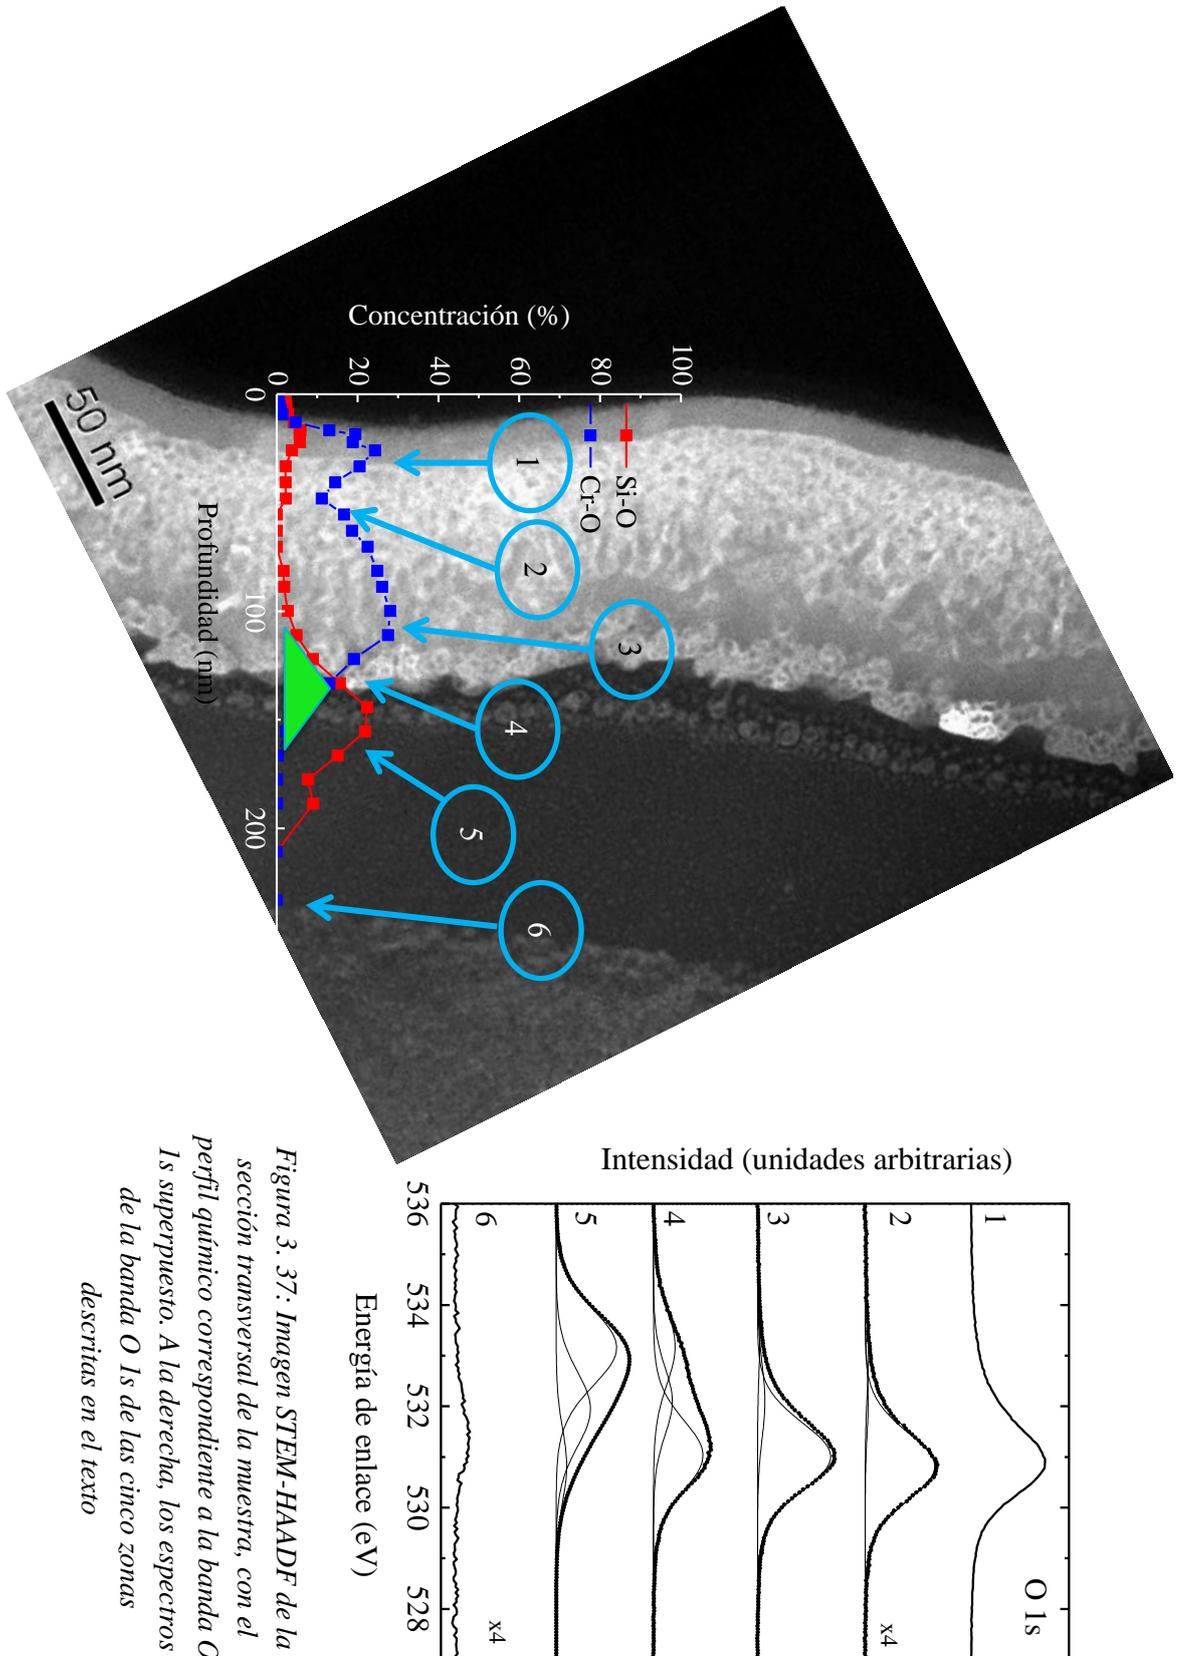 Concentración (%)
100
80
60
40
20
0
0
100
200
Profundidad (nm)
Si-O
Cr-O
1
2
3
4
5
6
50 nm
Intensidad (unidades arbitrarias)
O 1s
1
2
x4
3
4
5
6
x4
536
534
532
530
528
Energía de enlace (eV)
Figura 3. 37: Imagen STEM-HAADF de la
sección transversal de la muestra, con el
perfil químico correspondiente a la banda O
1s superpuesto. A la derecha, los espectros
de la banda O 1s de las cinco zonas
descritas en el texto